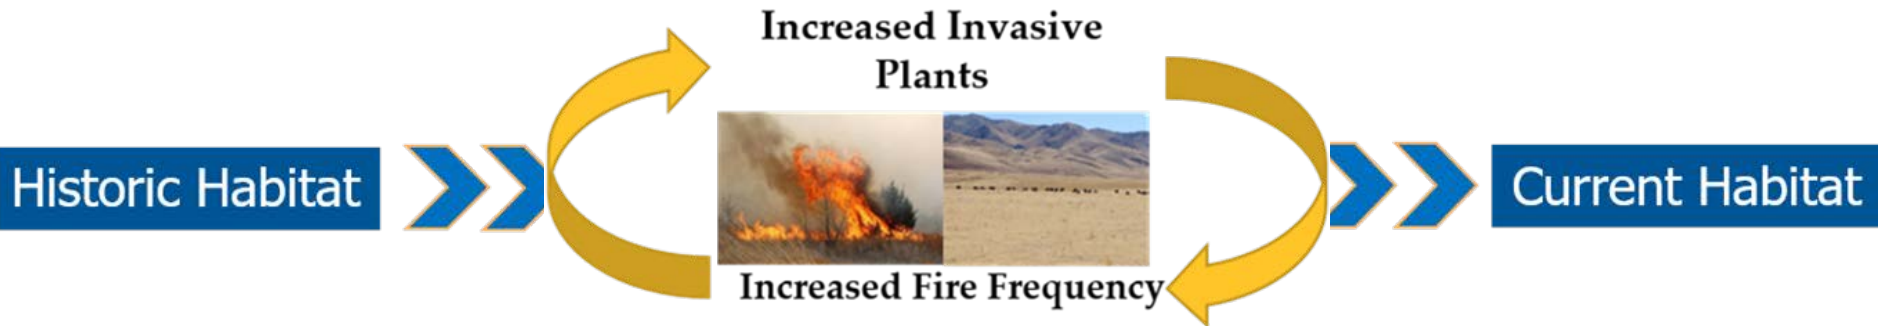 Increased Invasive
Plants
Historic Habitat
Current Habitat
Increased Fire Frequency